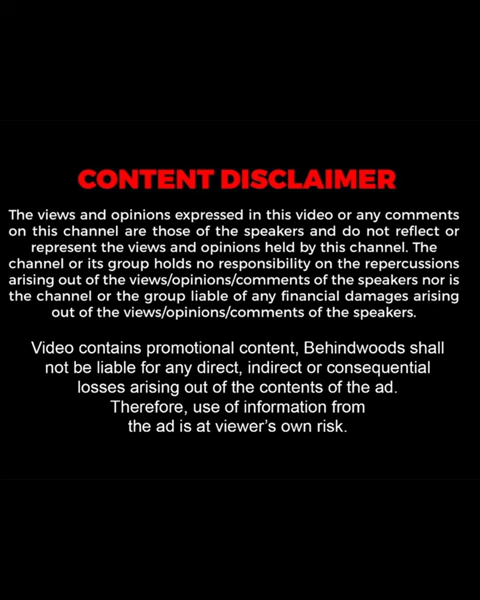 CONTENT DISCLAIMER
The views and opinions expressed in this video or any comments
on this channel are those of the speakers and do not reflect or
represent the views and opinions held by this channel. The
channel or its group holds no responsibility on the repercussions
arising out of the views/opinions/comments of the speakers nor is
the channel or the group liable of any financial damages arising
out of the views/opinions/comments of the speakers.
Video contains promotional content, Behindwoods shall
not be liable for any direct, indirect or consequential
losses arising out of the contents of the ad.
Therefore, use of information from
the ad is at viewer's own risk.